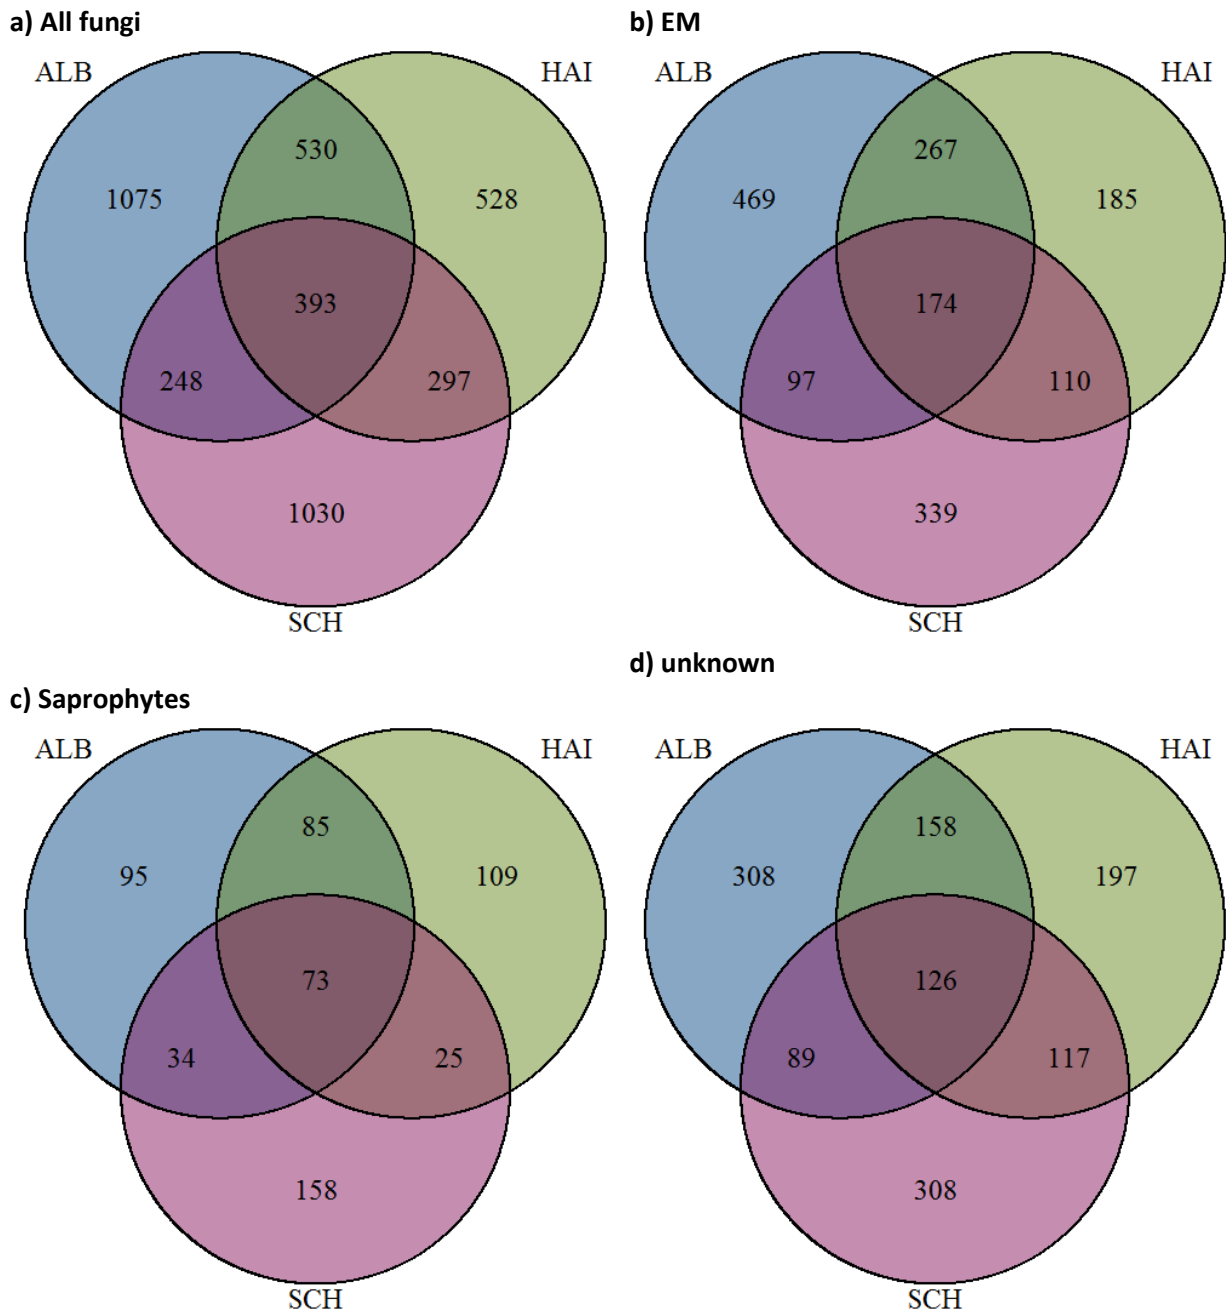 a) All fungi
ALB
HAI
530
1075
528
393
248
297
1030
SCH
b) EM
ALB
HAI
267
469
185
174
97
110
339
SCH
c) Saprophytes
ALB
HAI
85
95
109
73
34
25
158
SCH
d) unknown
ALB
HAI
158
308
197
126
89
117
308
SCH